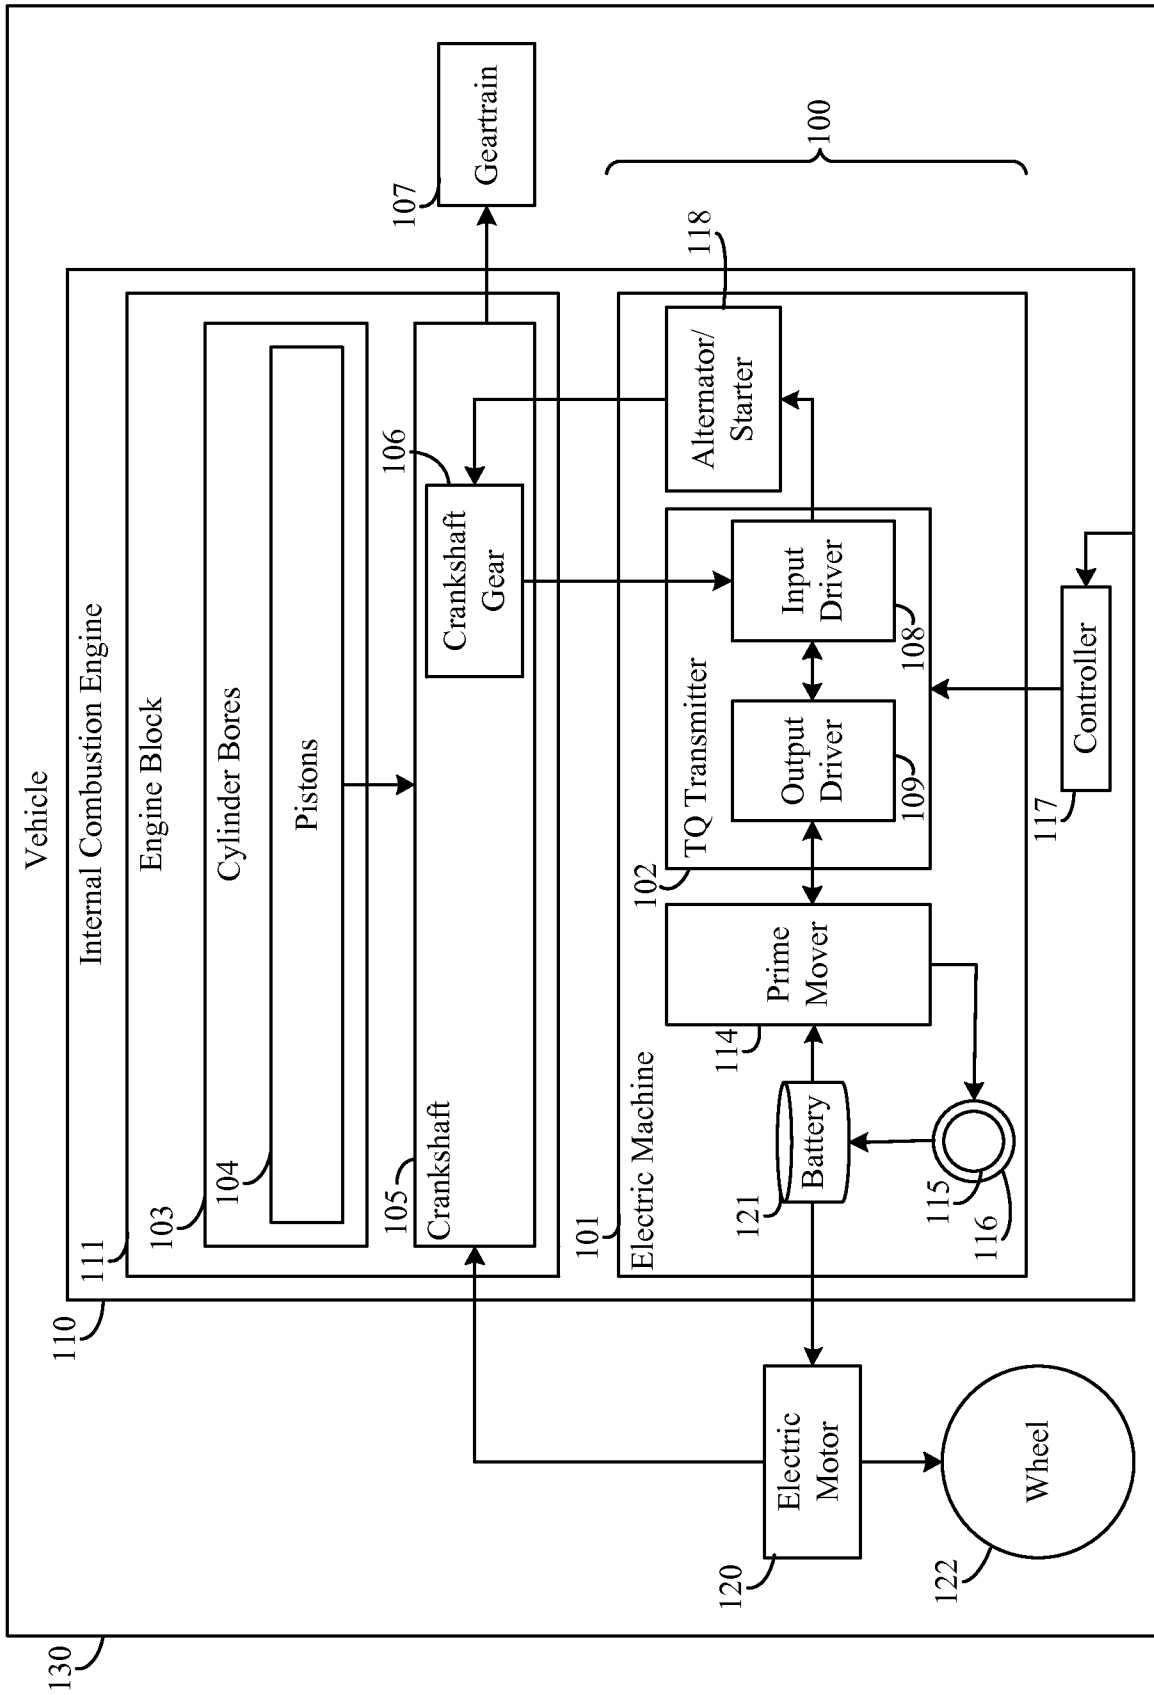 130
Vehicle
110
Internal Combustion Engine
111
Engine Block
103
Cylinder Bores
104
Pistons
105
Crankshaft
106
Crankshaft
Gear
107
Geartrain
101
Electric Machine
121
Battery
114
Prime
Mover
102
TQ Transmitter
Output
Driver
109
Input
Driver
108
Alternator/
Starter
118
100
115
116
120
Electric
Motor
122
Wheel
117
Controller